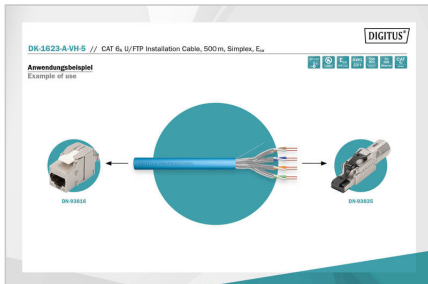 DIGITUS®
DK-1623-A-VH-5 // CAT 6A U/FTP Installation Cable, 500 m, Simplex, Eca
Anwendungsbeispiel
Example of use
DN-93616
DN-93835